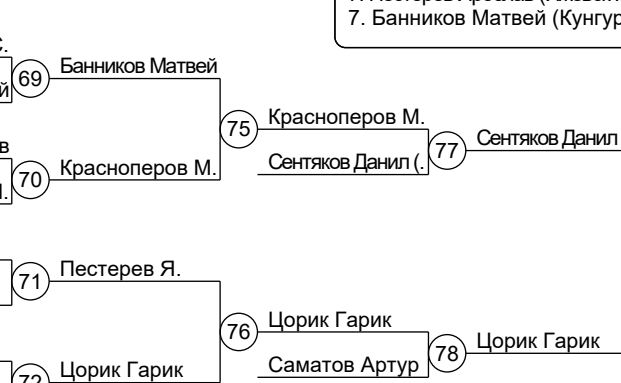 7. Банников Матвей (Кунгур
69
Банников Матвей
75
Красноперов М.
77
Сентяков Данил
Сентяков Данил (.
70
Красноперов М.
71
Пестерев Я.
76
Цорик Гарик
78
Цорик Гарик
Саматов Артур
72
Цорик Гарик